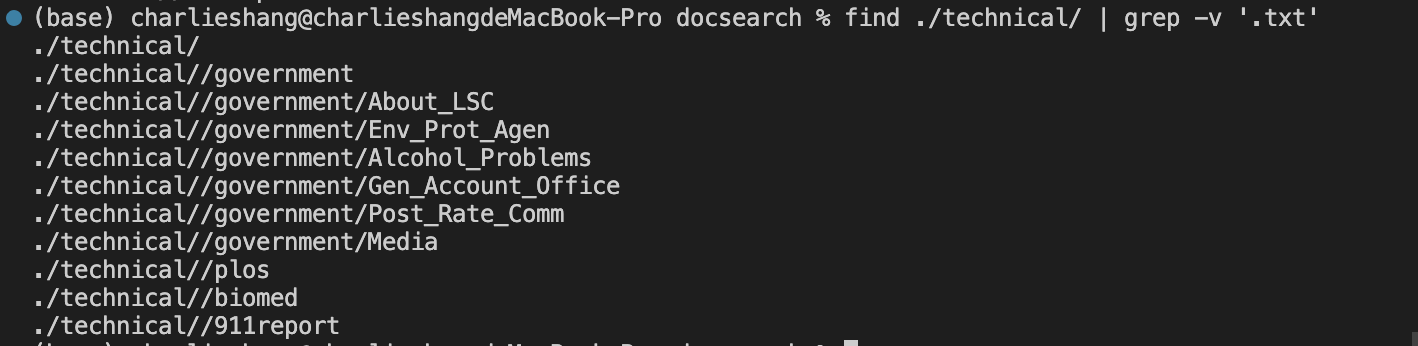 (base) charlieshang@charlieshangdeMacBook-Pro docsearch % find ./technical/ | grep -v '.txt'
./technical/
./technical//government
./technical//government/About_LSC
./technical//government/Env_Prot_Agen
./technical//government/Alcohol_Problems
./technical//government/Gen_Account_Office
./technical//government/Post_Rate_Comm
./technical//government/Media
./technical//plos
./technical//biomed
./technical//911report